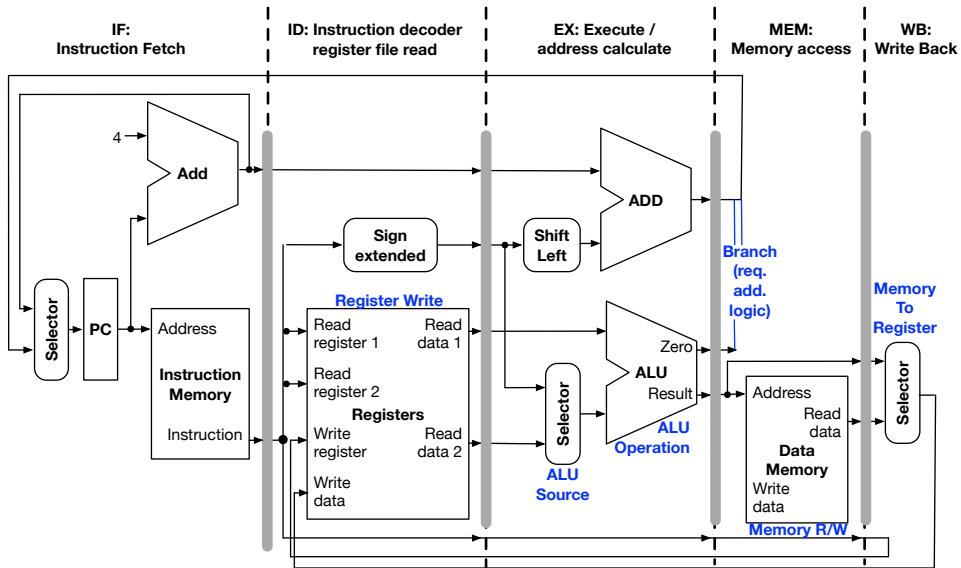 IF:
Instruction Fetch
ID: Instruction decoder
register file read
EX: Execute /
address calculate
MEM:
Memory access
WB:
Write Back
4
Add
ADD
Sign
extended
Shift
Left
Branch
(req.
add.
logic)
Selector
PC
Address
Instruction
Memory
Instruction
Register Write
Read
register 1
Read
data 1
Read
register 2
Registers
Write
register
Read
data 2
Write
data
Selector
ALU
Source
Zero
ALU
Result
ALU
Operation
Address
Read
data
Data
Memory
Write
data
Memory R/W
Memory
To
Register
Selector